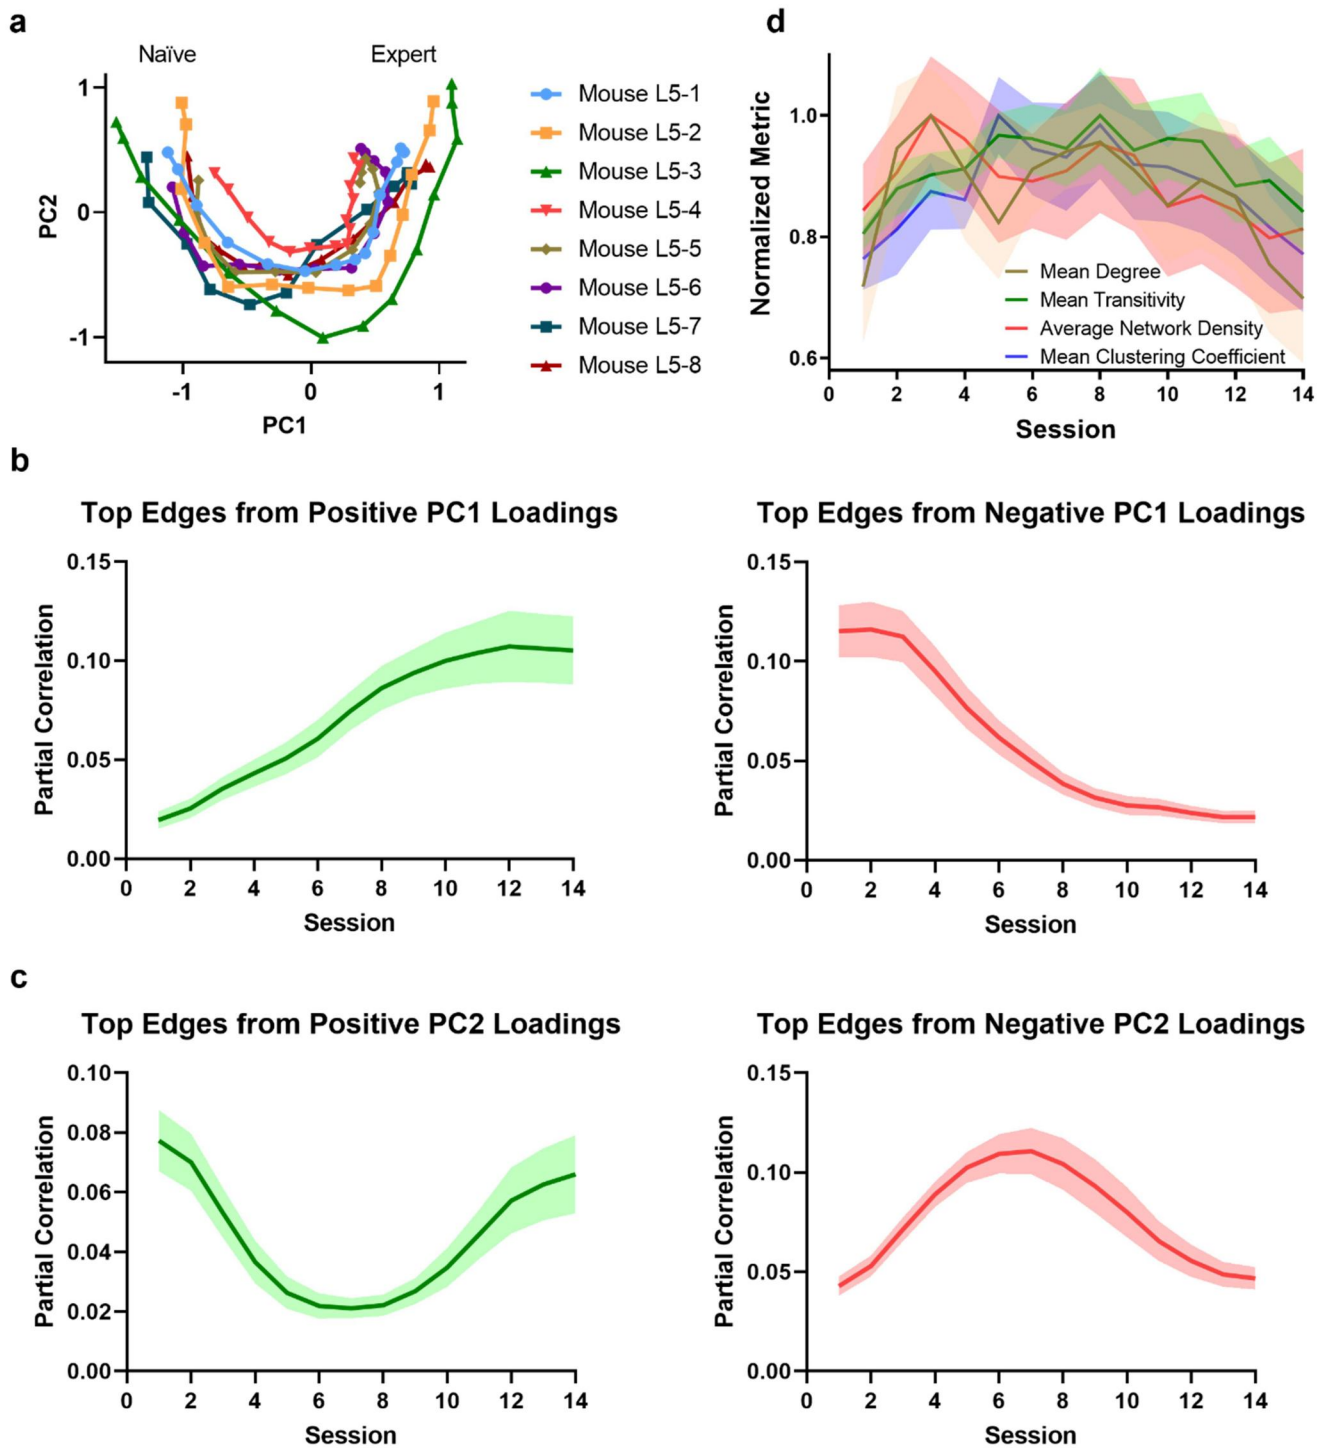 a
Naïve
Expert
1
0
-1
PC2
-1
0
1
PC1
Mouse L5-1
Mouse L5-2
Mouse L5-3
Mouse L5-4
Mouse L5-5
Mouse L5-6
Mouse L5-7
Mouse L5-8
d
1.0
0.8
0.6
Normalized Metric
Mean Degree
Mean Transitivity
Average Network Density
Mean Clustering Coefficient
0 2 4 6 8 10 12 14
Session
b
Top Edges from Positive PC1 Loadings
0.15
0.10
0.05
0.00
Partial Correlation
0 2 4 6 8 10 12 14
Session
Top Edges from Negative PC1 Loadings
0.15
0.10
0.05
0.00
Partial Correlation
0 2 4 6 8 10 12 14
Session
c
Top Edges from Positive PC2 Loadings
0.10
0.08
0.06
0.04
0.02
0.00
Partial Correlation
0 2 4 6 8 10 12 14
Session
Top Edges from Negative PC2 Loadings
0.15
0.10
0.05
0.00
Partial Correlation
0 2 4 6 8 10 12 14
Session